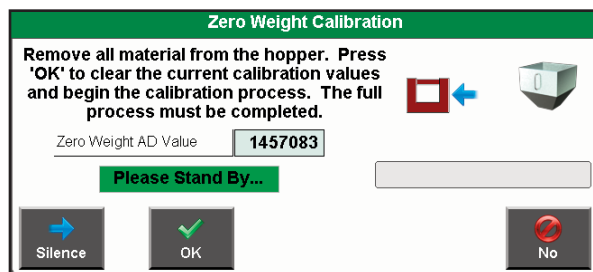 Zero Weight Calibration
Remove all material from the hopper. Press
'OK' to clear the current calibration values
and begin the calibration process. The full
process must be completed.
Zero Weight AD Value 1457083
Please Stand By...
Silence OK No